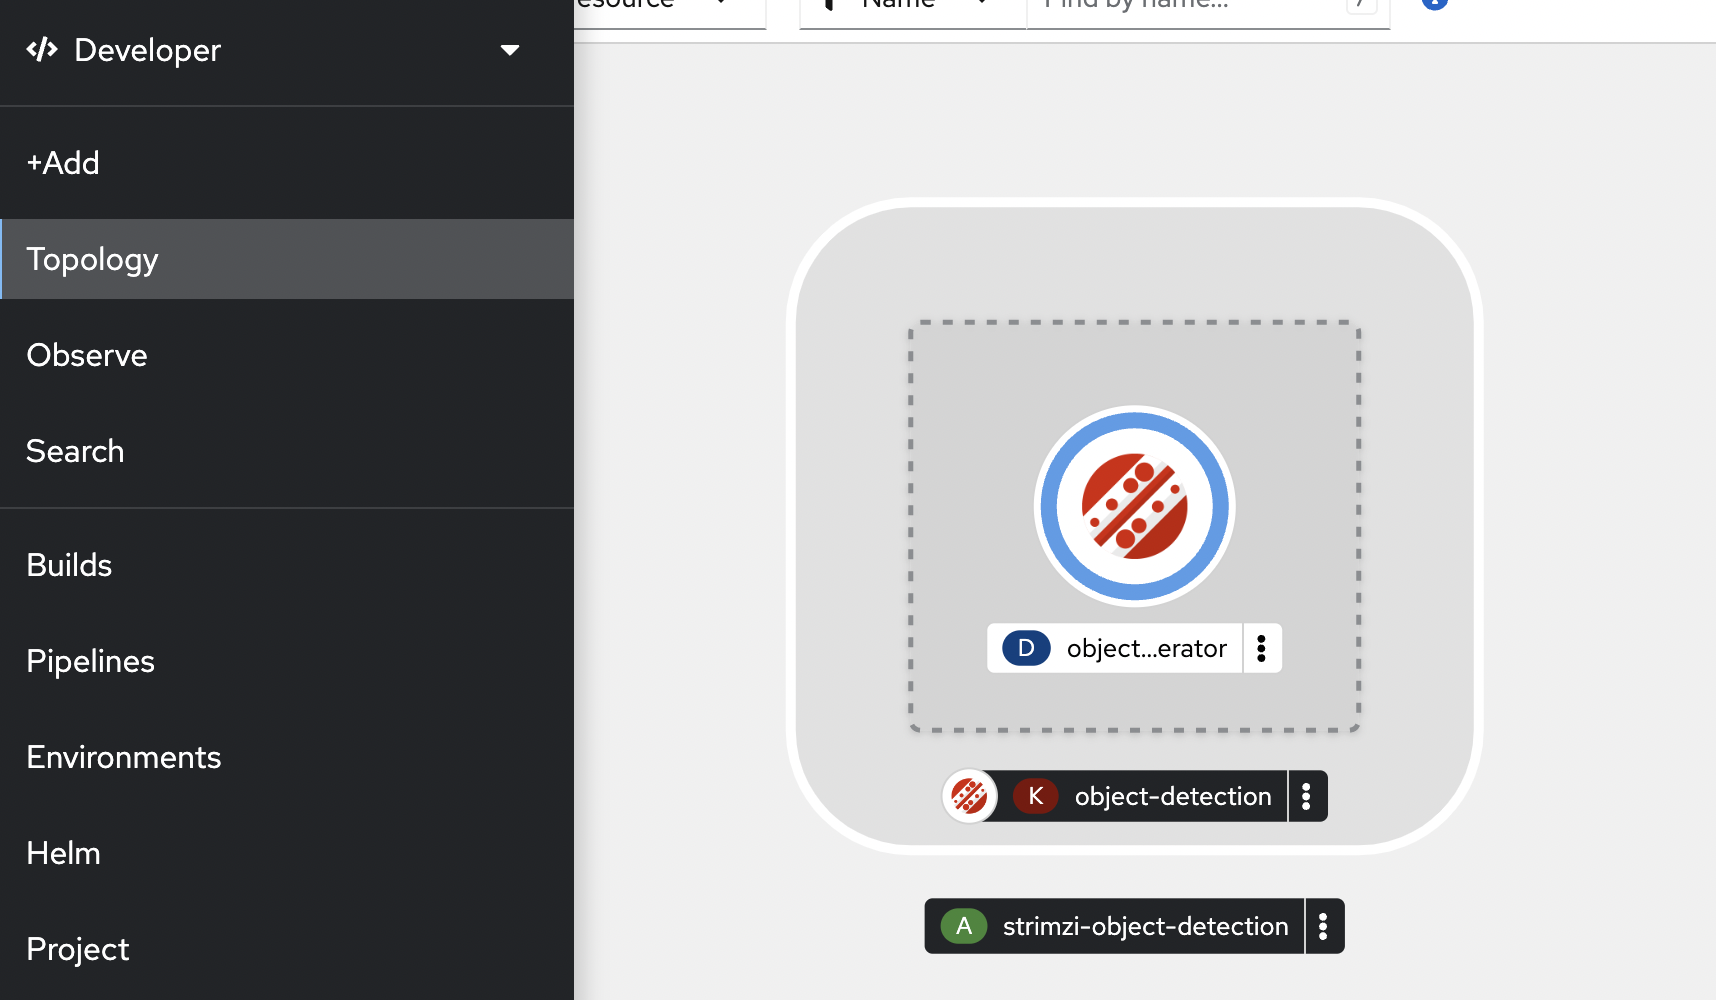 Developer
+Add
Topology
Observe
Search
Builds
Pipelines
Environments
Helm
Project
esource
Name
Find by name...
/
D object...erator
K object-detection
A strimzi-object-detection